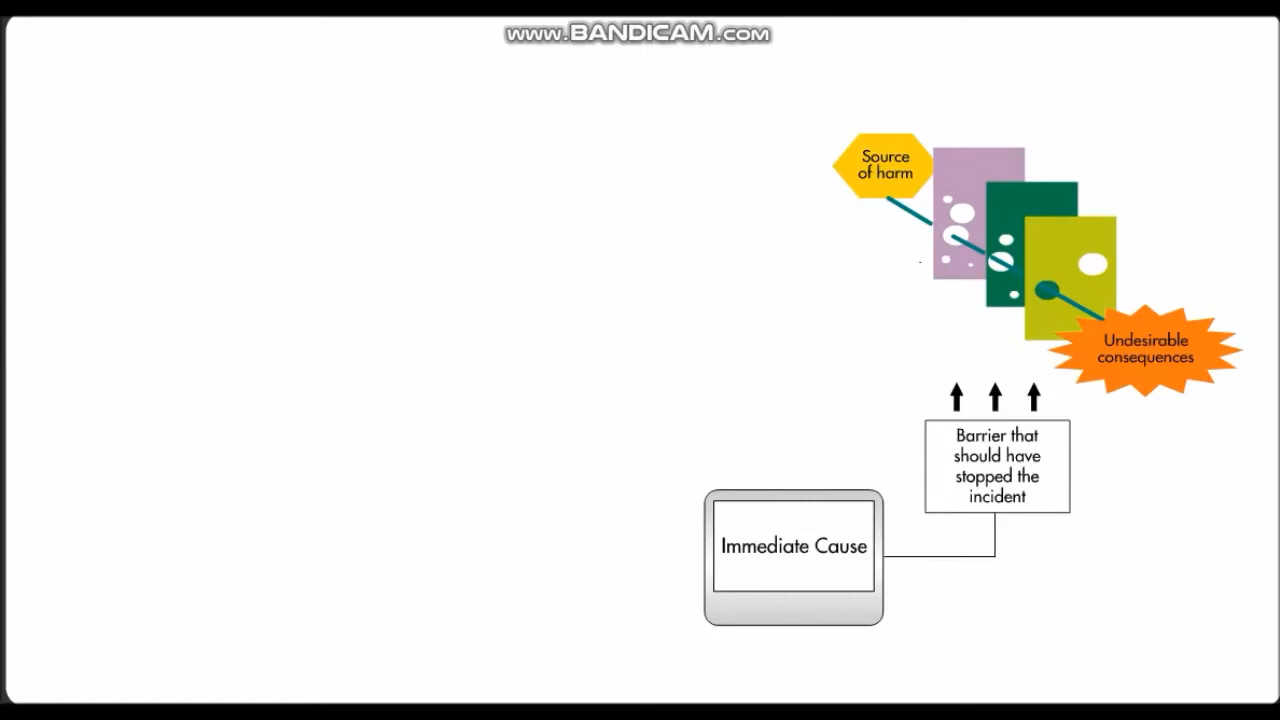 www.BANDICAM.com
Source
of harm
Undesirable
consequences
Barrier that
should have
stopped the
incident
Immediate Cause